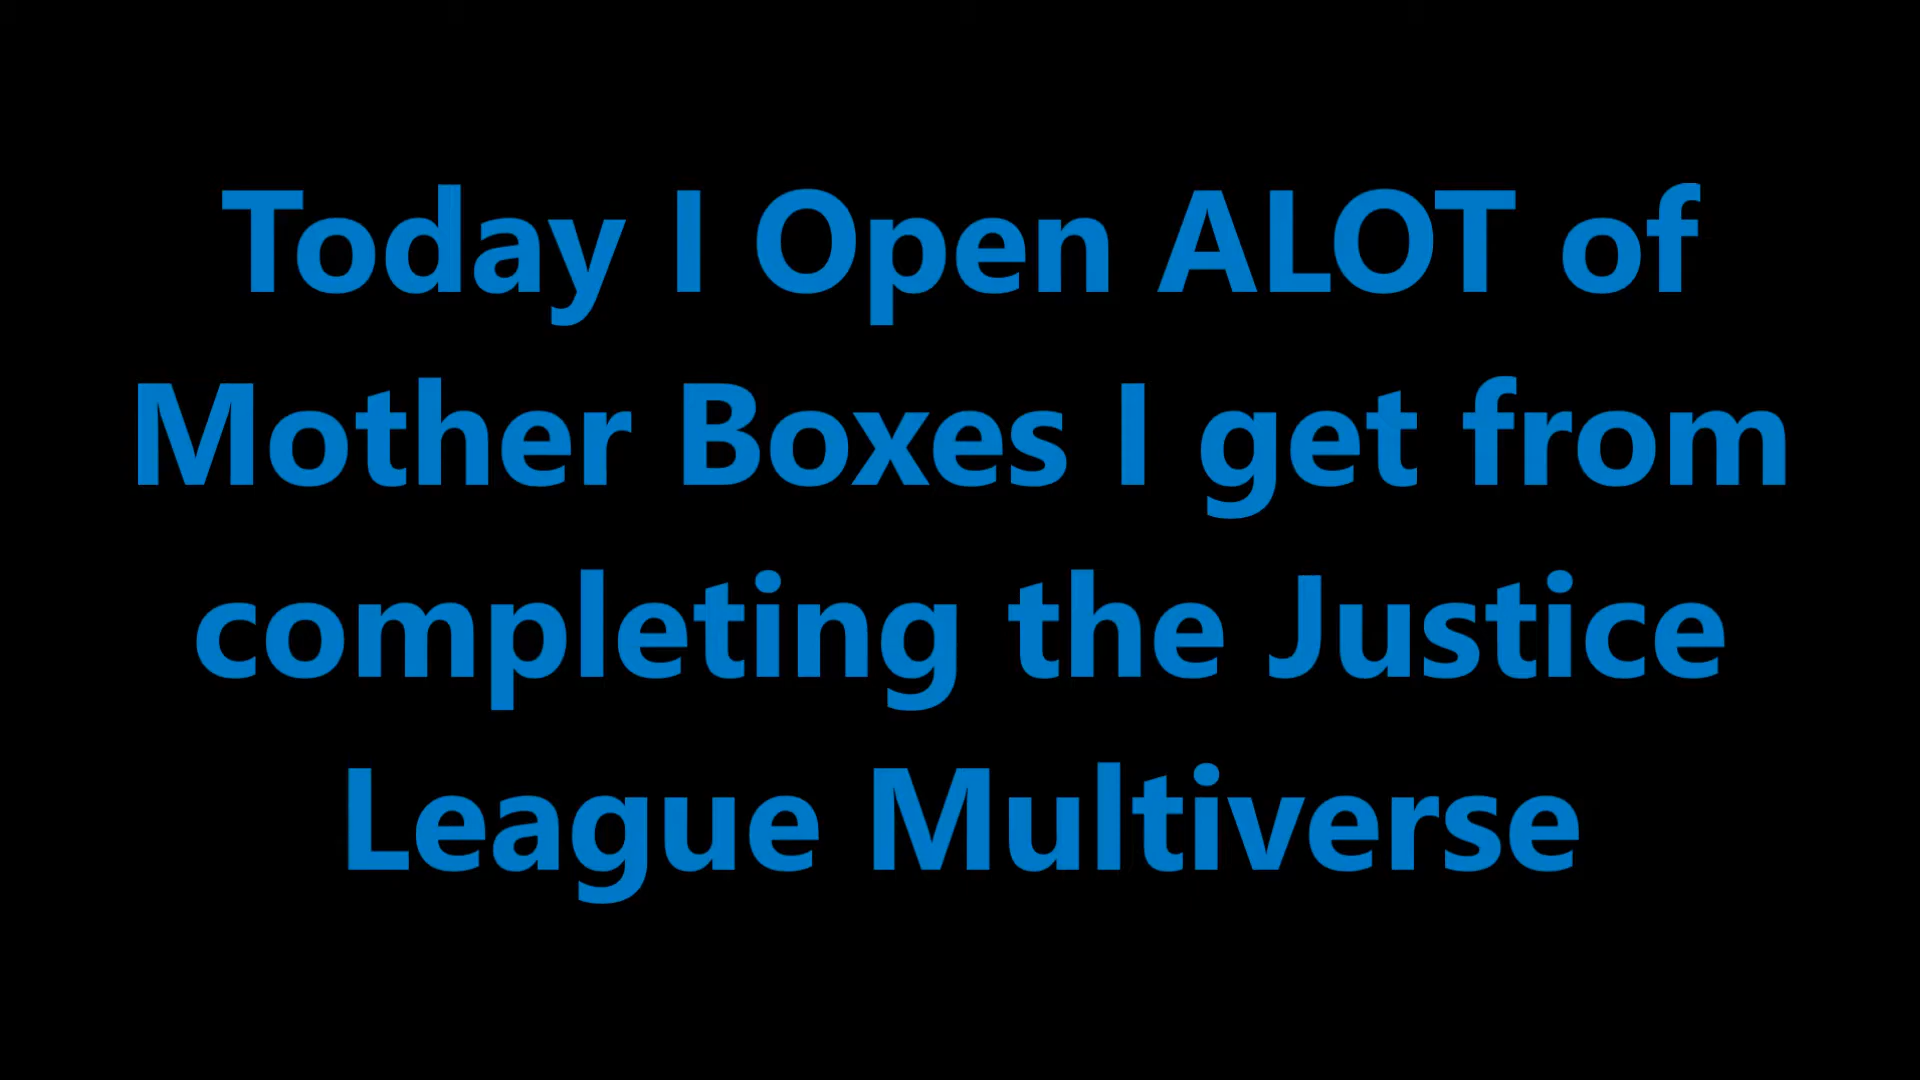 Today I Open ALOT of
Mother Boxes I get from
completing the Justice
League Multiverse